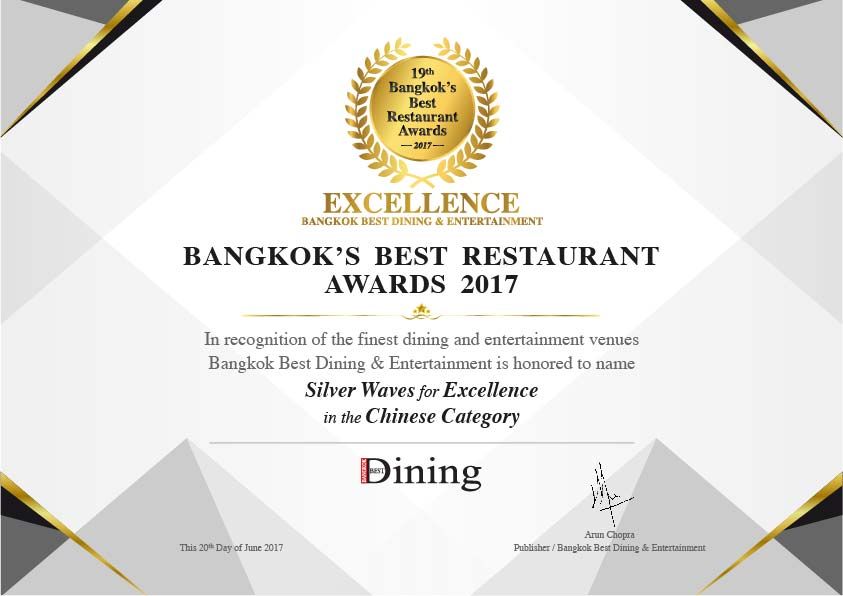 19th
Bangkok's
Best
Restaurant
Awards
2017
EXCELLENCE
BANGKOK BEST DINING & ENTERTAINMENT
BANGKOK'S BEST RESTAURANT
AWARDS 2017
In recognition of the finest dining and entertainment venues
Bangkok Best Dining & Entertainment is honored to name
Silver Waves for Excellence
in the Chinese Category
BANGKOK BEST Dining
Arun Chopra
This 20th Day of June 2017
Publisher / Bangkok Best Dining & Entertainment